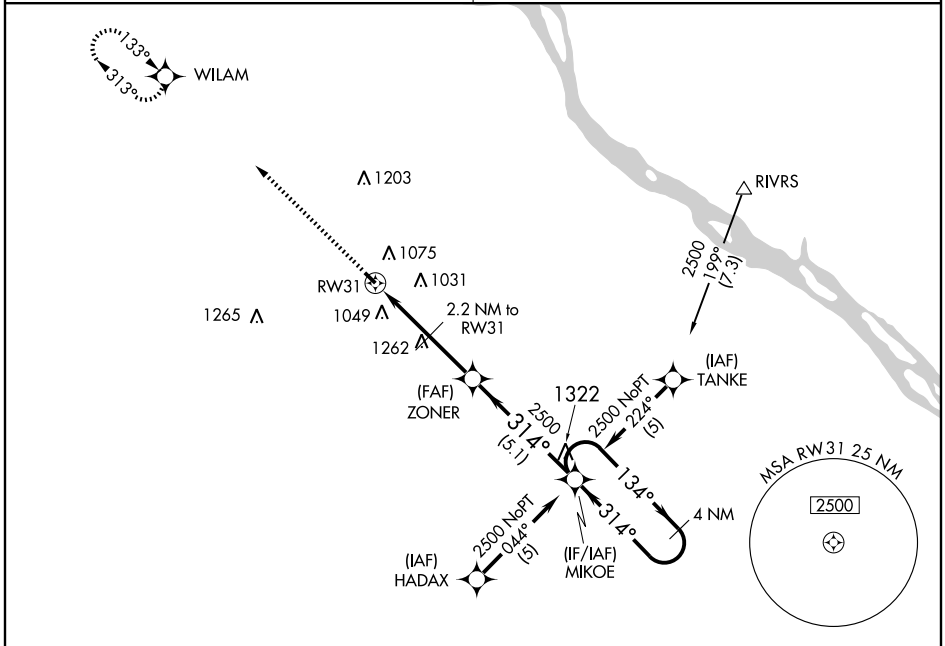 133°
313°
WILAM
1203
RIVRS
2500
199°
(7.3)
1075
RW31
1031
1265
1049
2.2 NM to
RW31
1262
(IAF)
TANKE
(FAF)
ZONER
1322
2500 NoPT
224°
(5)
2500
314°
(5.1)
134°
314°
4 NM
MSA RW31 25 NM
2500
2500 NoPT
044°
(5)
(IF/IAF)
MIKOE
(IAF)
HADAX